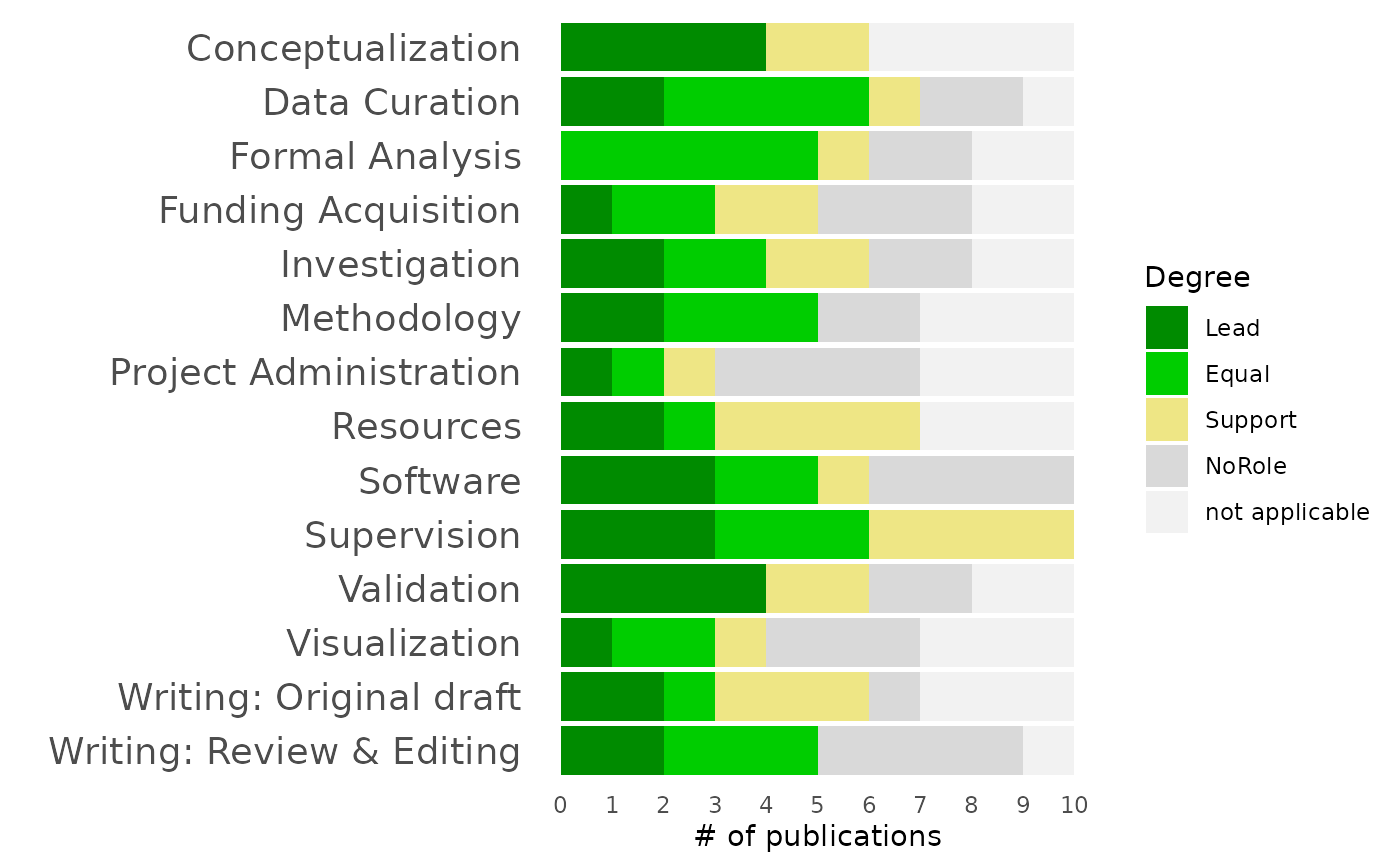 Conceptualization
Data Curation
Formal Analysis
Funding Acquisition
Investigation
Methodology
Project Administration
Resources
Software
Supervision
Validation
Visualization
Writing: Original draft
Writing: Review & Editing
0 1 2 3 4 5 6 7 8 9 10
# of publications
Degree
Lead
Equal
Support
NoRole
not applicable